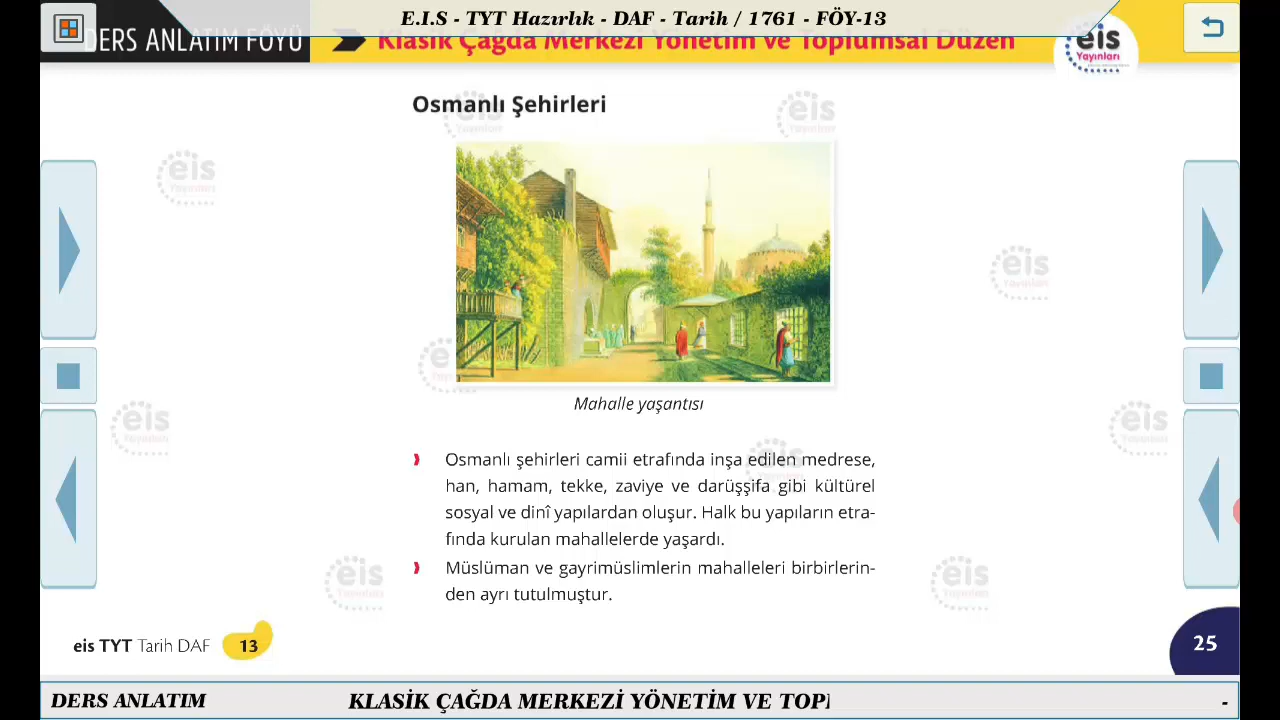 E.I.S - TYT Hazırlık - DAF - Tarih / 1761 - FÖY-13
DERS ANLATIM FÖYÜ
Klasik Çağda Merkezi Yönetim ve Toplumsal Düzen
eis
Yayınları
Osmanlı Şehirleri
Mahalle yaşantısı
Osmanlı şehirleri camii etrafında inşa edilen medrese,
han, hamam, tekke, zaviye ve darüşşifa gibi kültürel
sosyal ve dinî yapılardan oluşur. Halk bu yapıların etra-
fında kurulan mahallelerde yaşardı.
Müslüman ve gayrimüslimlerin mahalleleri birbirlerin-
den ayrı tutulmuştur.
eis TYT Tarih DAF 13
25
DERS ANLATIM KLASİK ÇAĞDA MERKEZİ YÖNETİM VE TOPI -